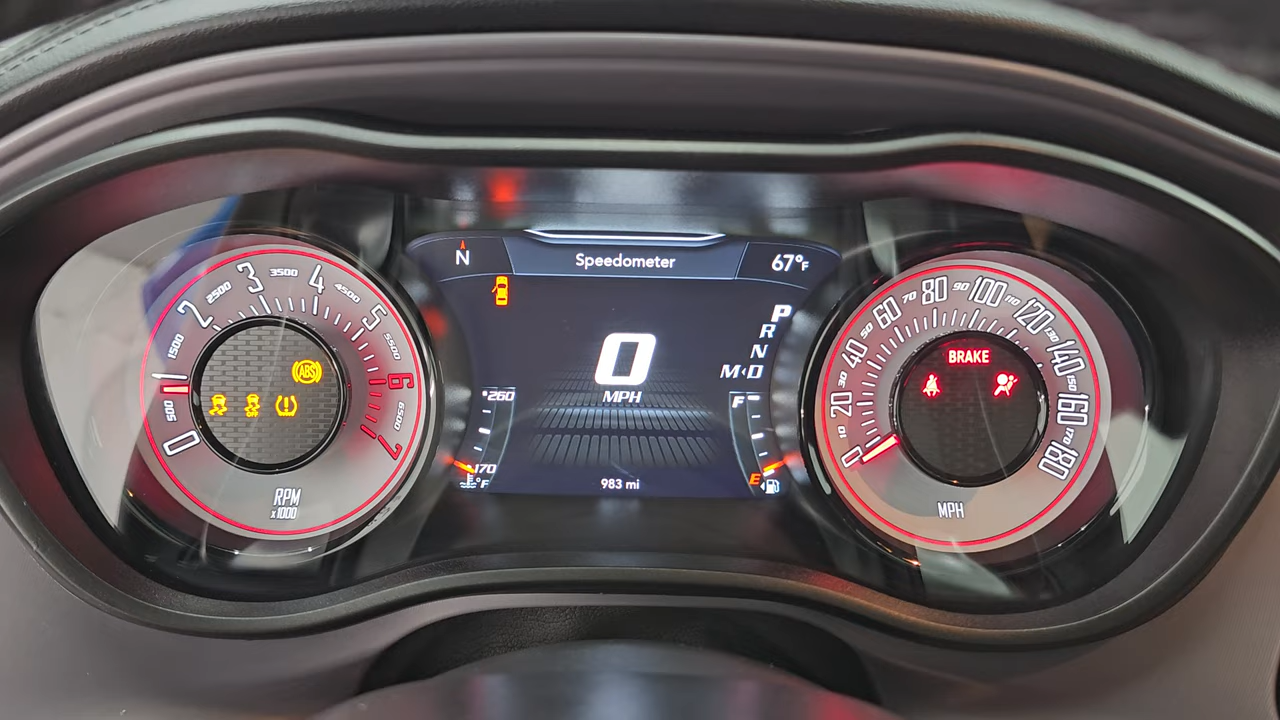 N Speedometer 67°F
0 500 1 1500 2 2500 3 3500 4 4500 5 5500 6 6500 7
ABS
OFF
RPM
x1000
P
R
N
M‹D
0
MPH
260
170
°F
F
E
983 mi
0 10 20 30 40 50 60 70 80 90 100 110 120 130 140 150 160 170 180
BRAKE
MPH